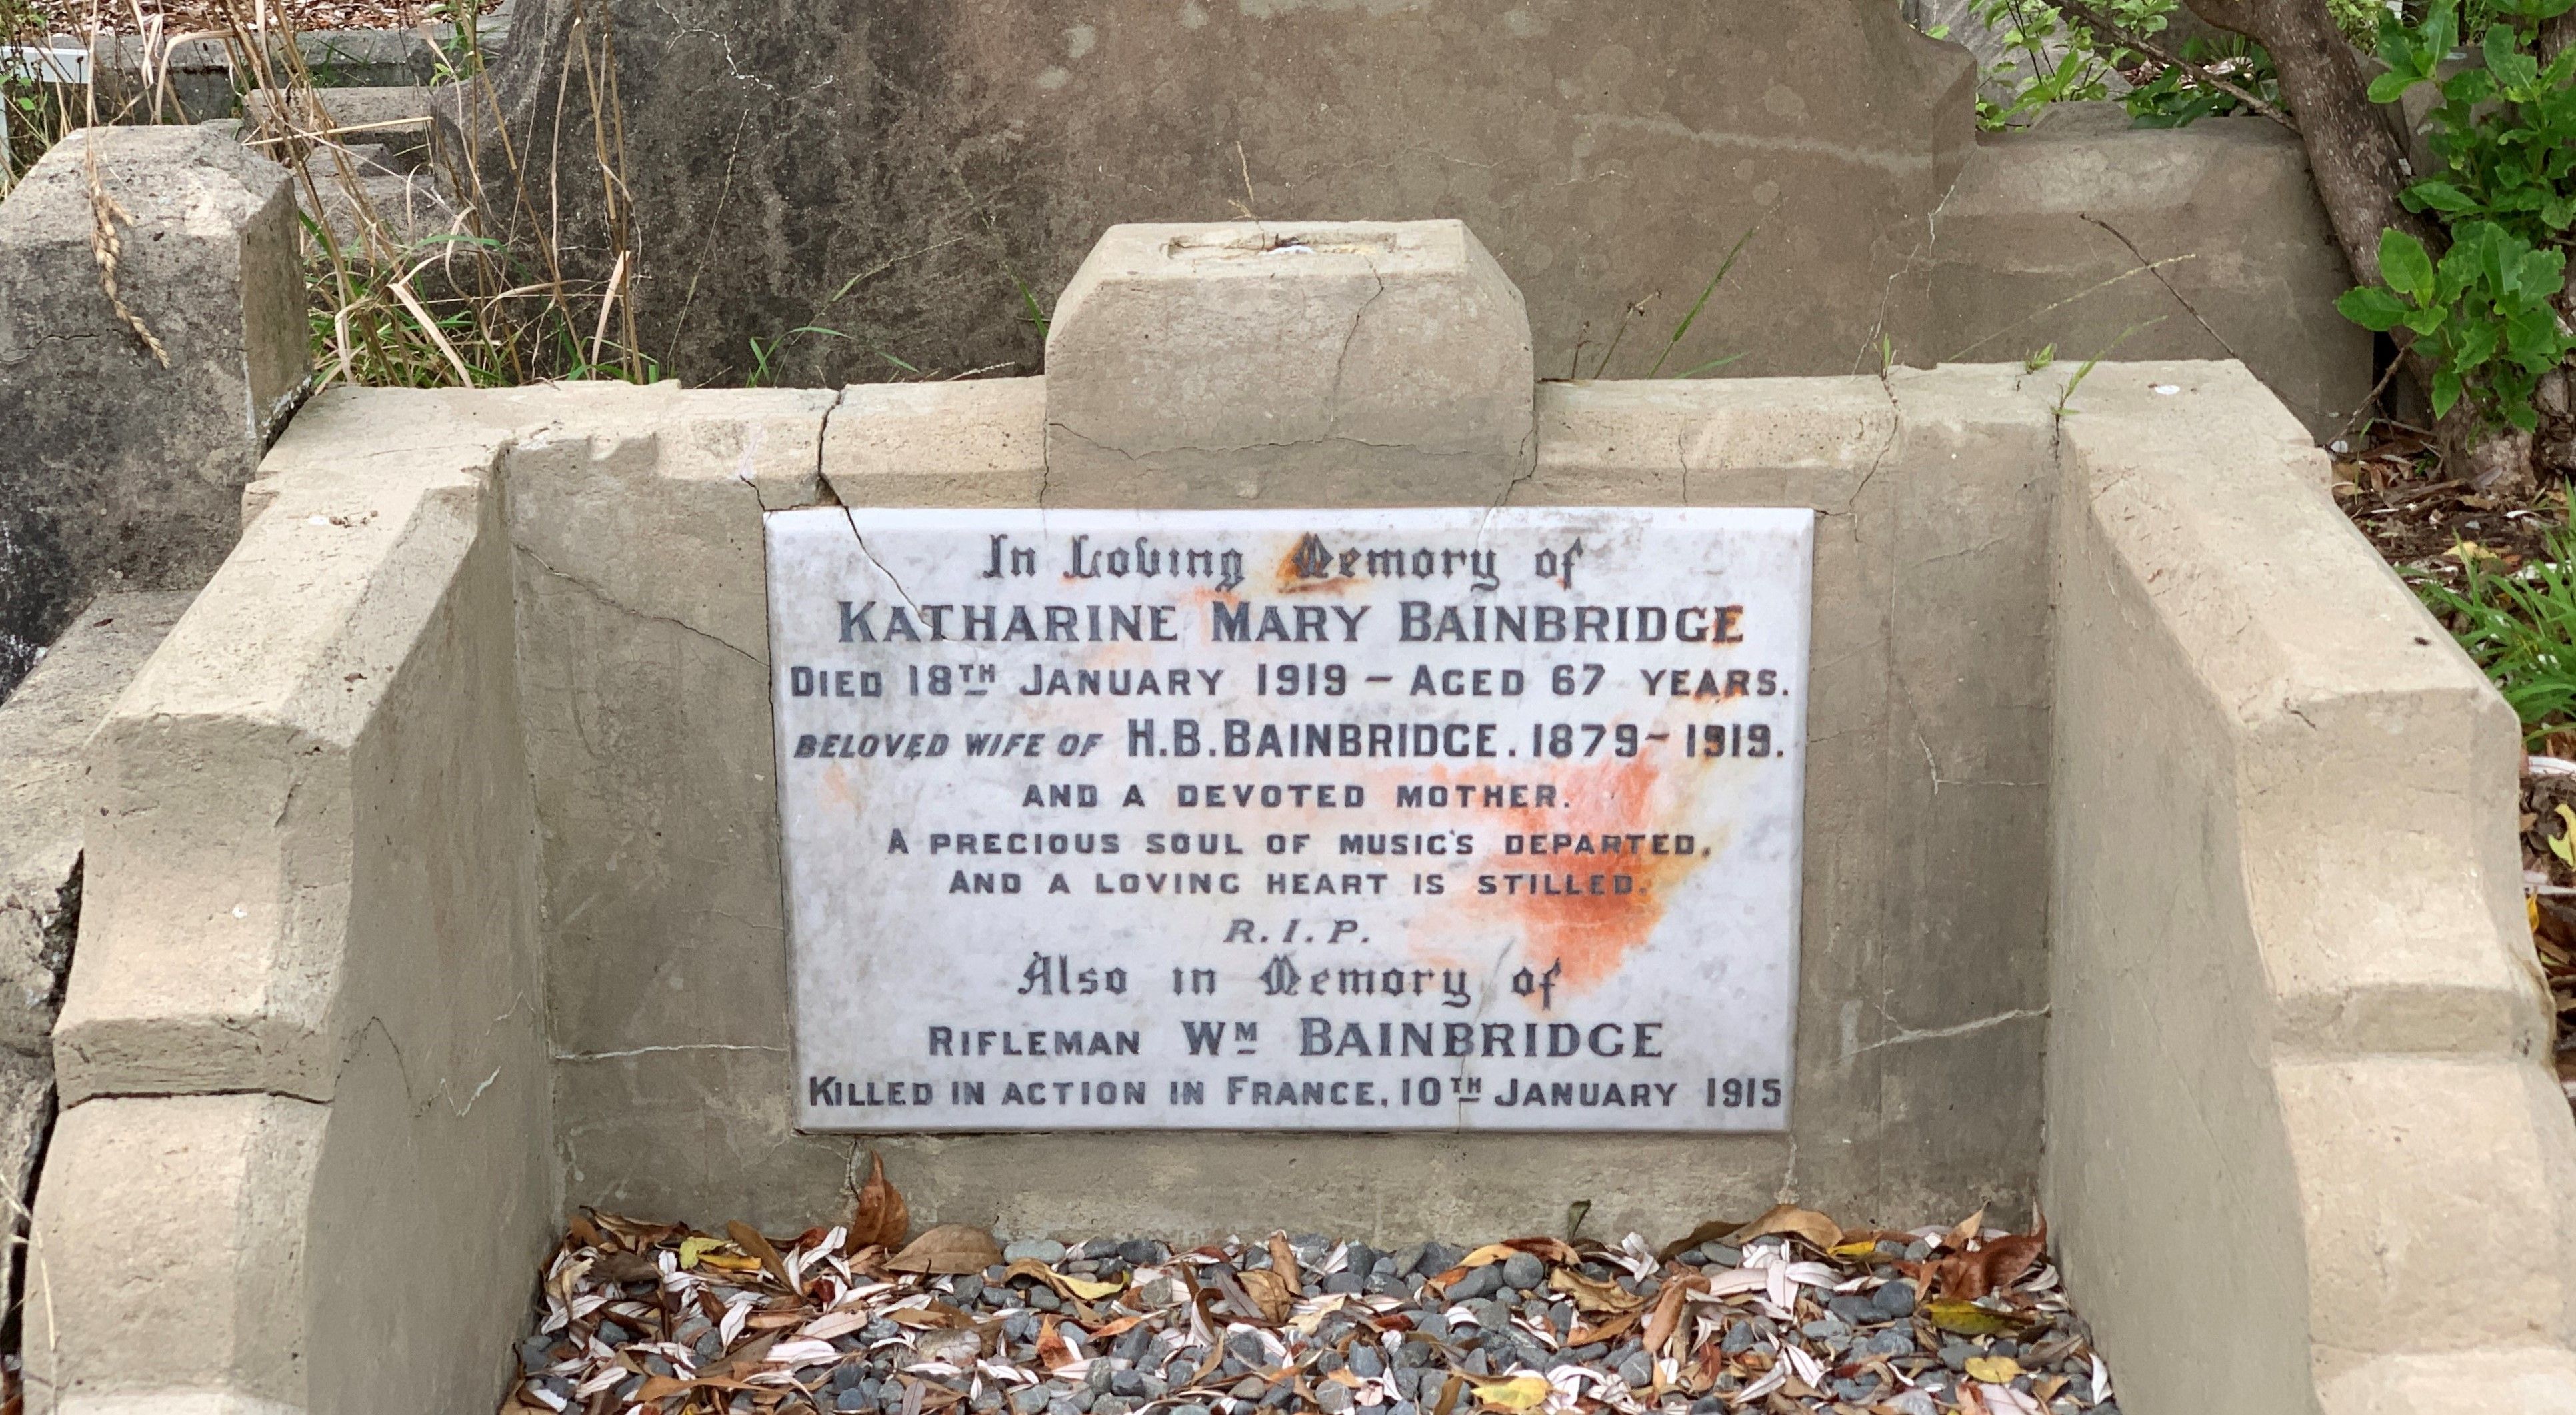 In Loving Memory of
KATHARINE MARY BAINBRIDGE
DIED 18TH JANUARY 1919 – AGED 67 YEARS.
BELOVED WIFE OF H.B.BAINBRIDGE. 1879 – 1919.
AND A DEVOTED MOTHER.
A PRECIOUS SOUL OF MUSIC'S DEPARTED,
AND A LOVING HEART IS STILLED.
R.I.P.
Also in Memory of
RIFLEMAN WM BAINBRIDGE
KILLED IN ACTION IN FRANCE, 10TH JANUARY 1915